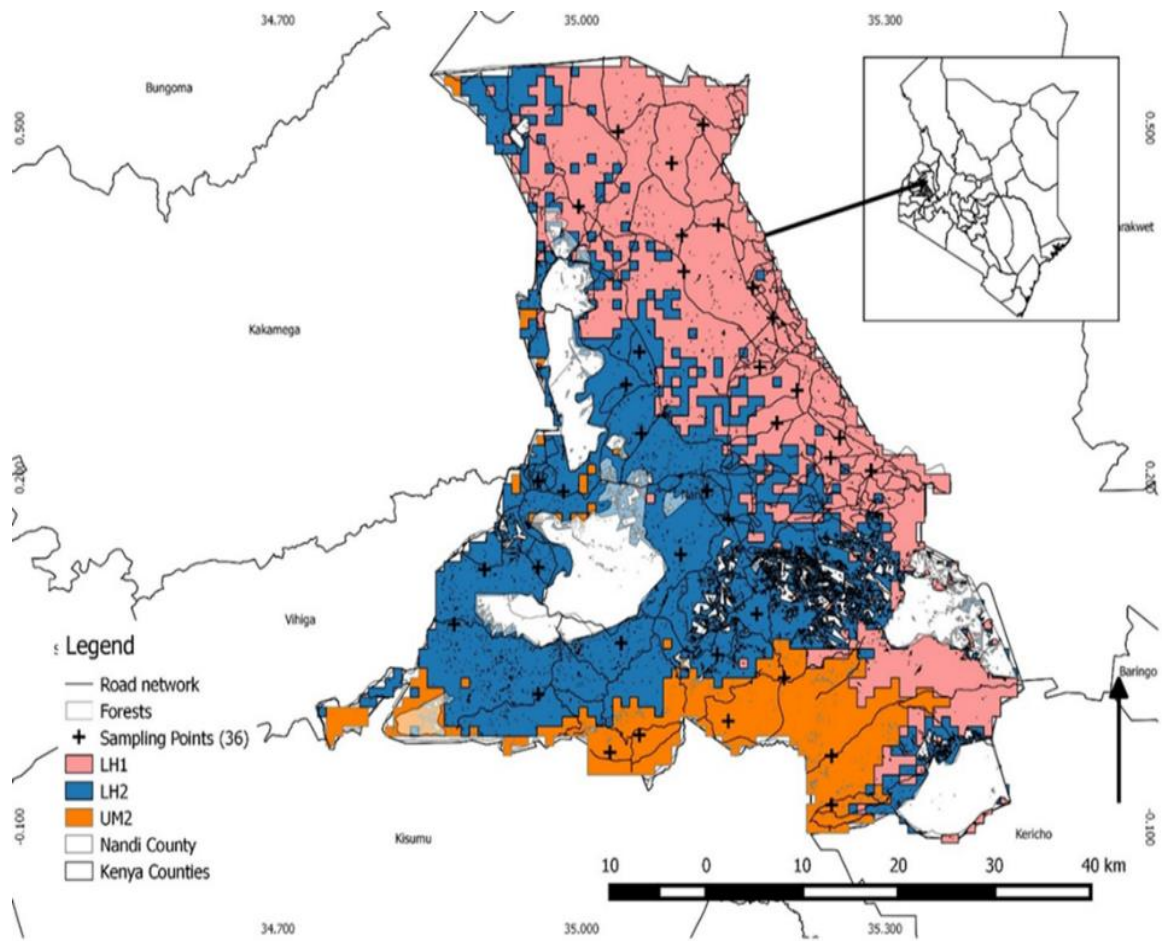 34.700 35.000 35.300
Bungoma
0.500
0.500
rakwet
Kakamega
0.200
0.200
Nandi
Vihiga
Legend
Road network
Forests
Sampling Points (36)
LH1
LH2
UM2
Nandi County
Kenya Counties
Baringo
-0.100
-0.100
Kisumu
Kericho
10 0 10 20 30 40 km
34.700 35.000 35.300